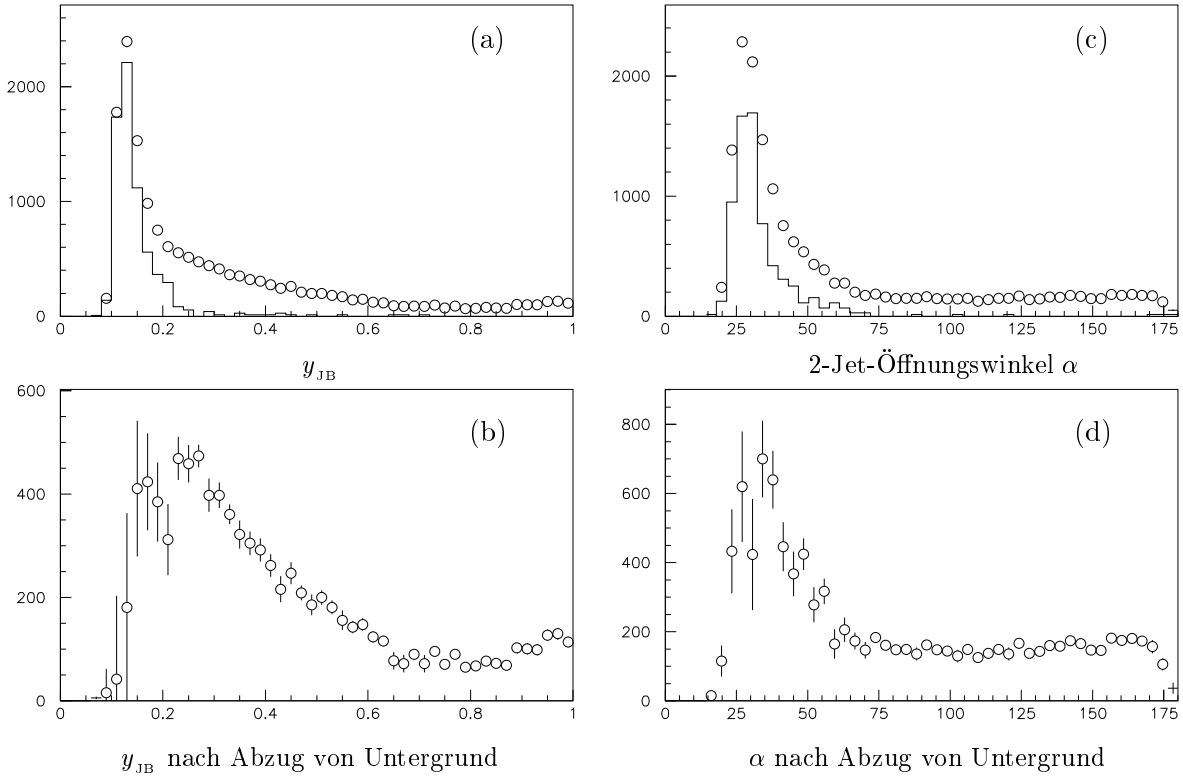 (a)
2000
1000
0
0 0.2 0.4 0.6 0.8 1
y_JB
(c)
2000
1000
0
0 25 50 75 100 125 150 175
2-Jet-Öffnungswinkel α
(b)
600
400
200
0
0 0.2 0.4 0.6 0.8 1
y_JB nach Abzug von Untergrund
(d)
800
600
400
200
0
0 25 50 75 100 125 150 175
α nach Abzug von Untergrund